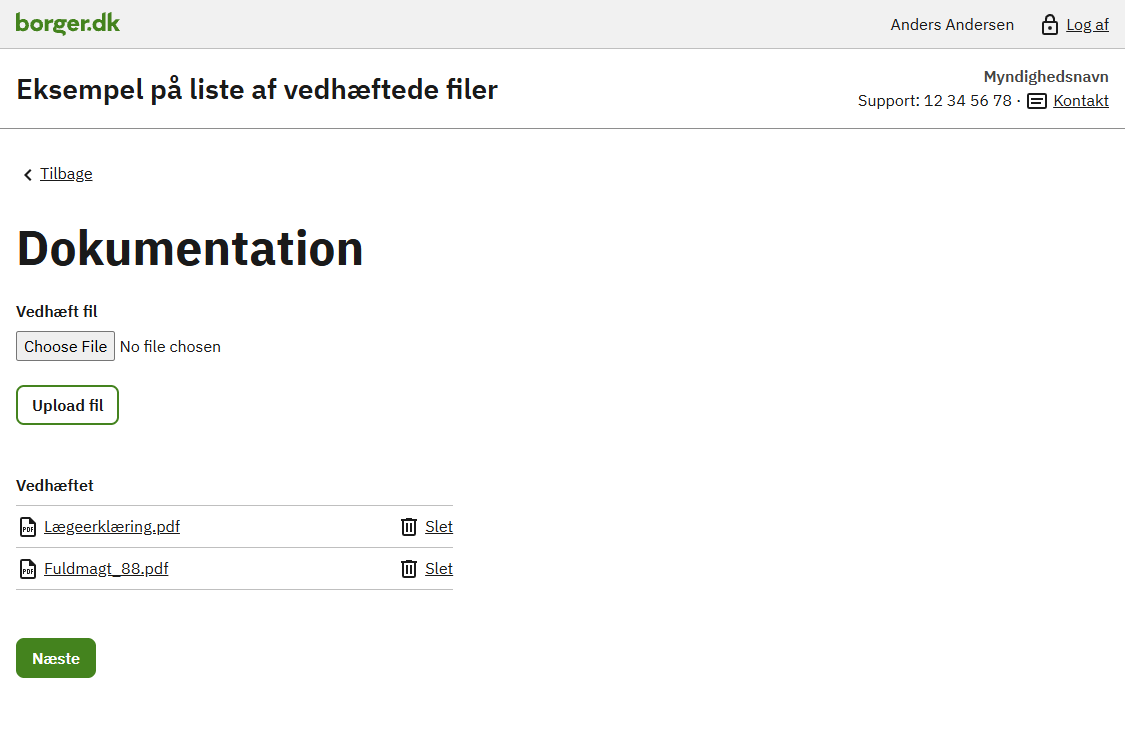 borger.dk
Anders Andersen Log af
Eksempel på liste af vedhæftede filer
Myndighedsnavn
Support: 12 34 56 78 · Kontakt
Tilbage
Dokumentation
Vedhæft fil
Choose File No file chosen
Upload fil
Vedhæftet
PDF Lægeerklæring.pdf Slet
PDF Fuldmagt_88.pdf Slet
Næste